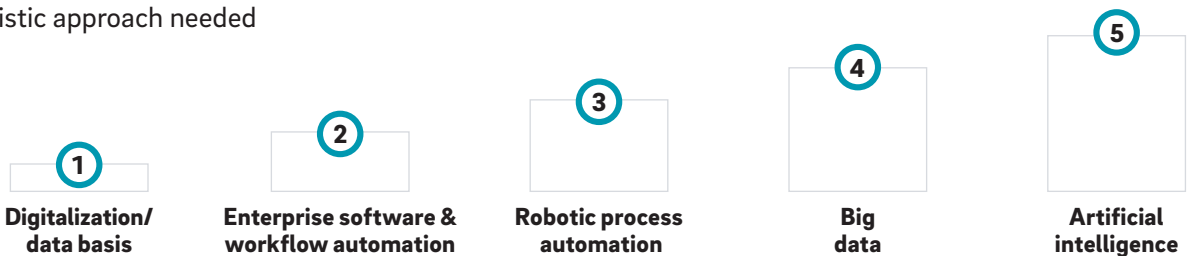 istic approach needed
1
2
3
4
5
Digitalization/
data basis
Enterprise software &
workflow automation
Robotic process
automation
Big
data
Artificial
intelligence